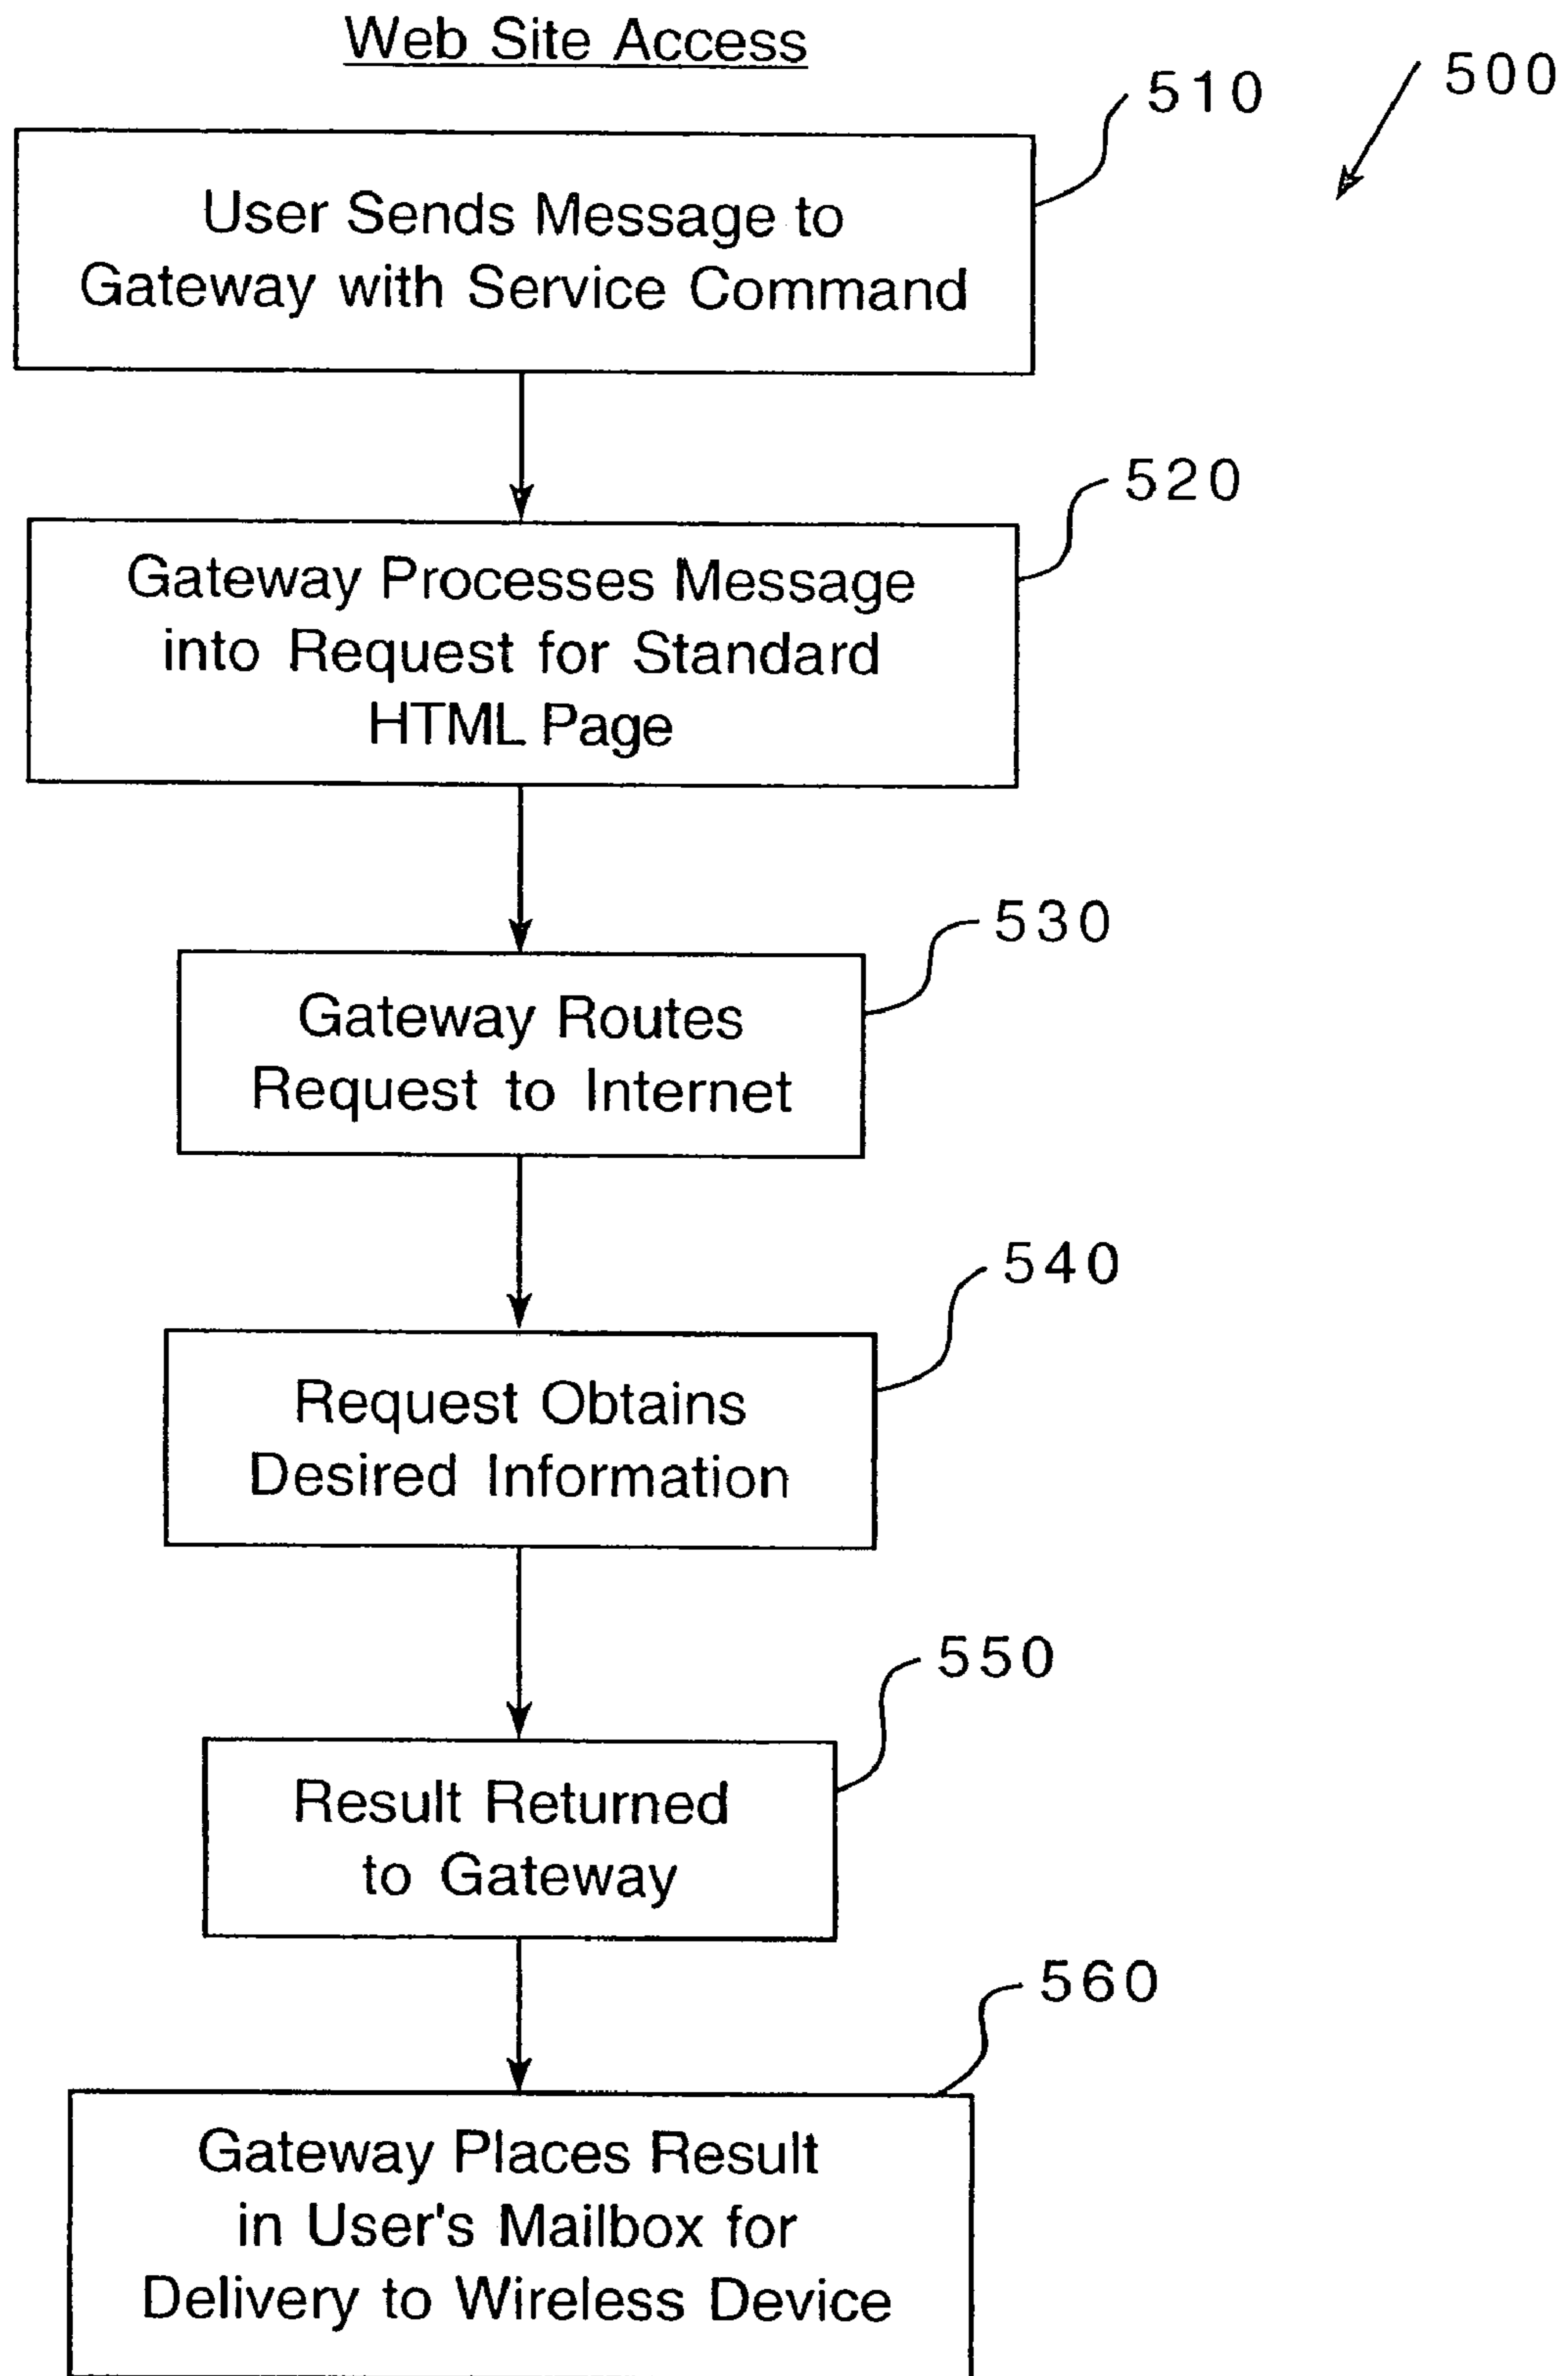 Web Site Access
500
510
User Sends Message to
Gateway with Service Command
520
Gateway Processes Message
into Request for Standard
HTML Page
530
Gateway Routes
Request to Internet
540
Request Obtains
Desired Information
550
Result Returned
to Gateway
560
Gateway Places Result
in User's Mailbox for
Delivery to Wireless Device